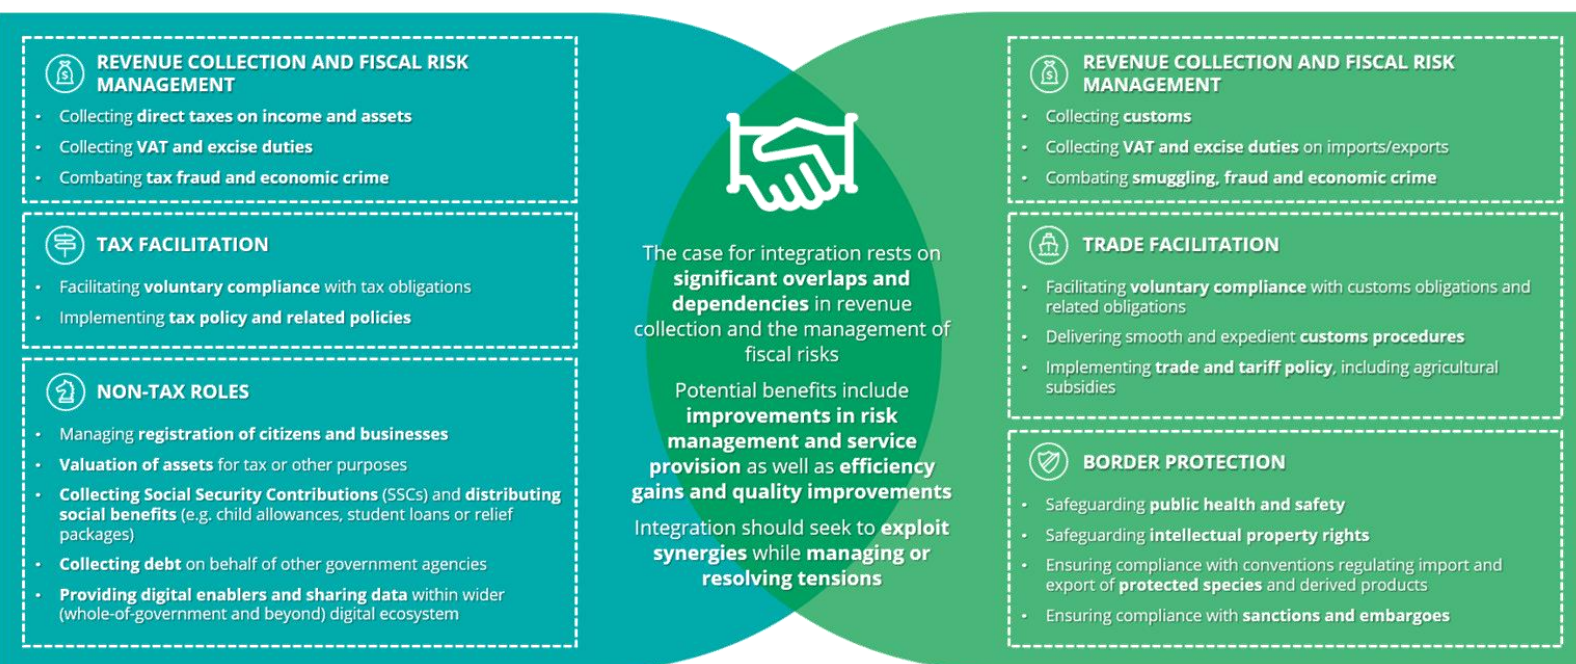 REVENUE COLLECTION AND FISCAL RISK
MANAGEMENT
• Collecting direct taxes on income and assets
• Collecting VAT and excise duties
• Combating tax fraud and economic crime
TAX FACILITATION
• Facilitating voluntary compliance with tax obligations
• Implementing tax policy and related policies
NON-TAX ROLES
• Managing registration of citizens and businesses
• Valuation of assets for tax or other purposes
• Collecting Social Security Contributions (SSCs) and distributing
social benefits (e.g. child allowances, student loans or relief
packages)
• Collecting debt on behalf of other government agencies
• Providing digital enablers and sharing data within wider
(whole-of-government and beyond) digital ecosystem
The case for integration rests on
significant overlaps and
dependencies in revenue
collection and the management of
fiscal risks
Potential benefits include
improvements in risk
management and service
provision as well as efficiency
gains and quality improvements
Integration should seek to exploit
synergies while managing or
resolving tensions
REVENUE COLLECTION AND FISCAL RISK
MANAGEMENT
• Collecting customs
• Collecting VAT and excise duties on imports/exports
• Combating smuggling, fraud and economic crime
TRADE FACILITATION
• Facilitating voluntary compliance with customs obligations and
related obligations
• Delivering smooth and expedient customs procedures
• Implementing trade and tariff policy, including agricultural
subsidies
BORDER PROTECTION
• Safeguarding public health and safety
• Safeguarding intellectual property rights
• Ensuring compliance with conventions regulating import and
export of protected species and derived products
• Ensuring compliance with sanctions and embargoes